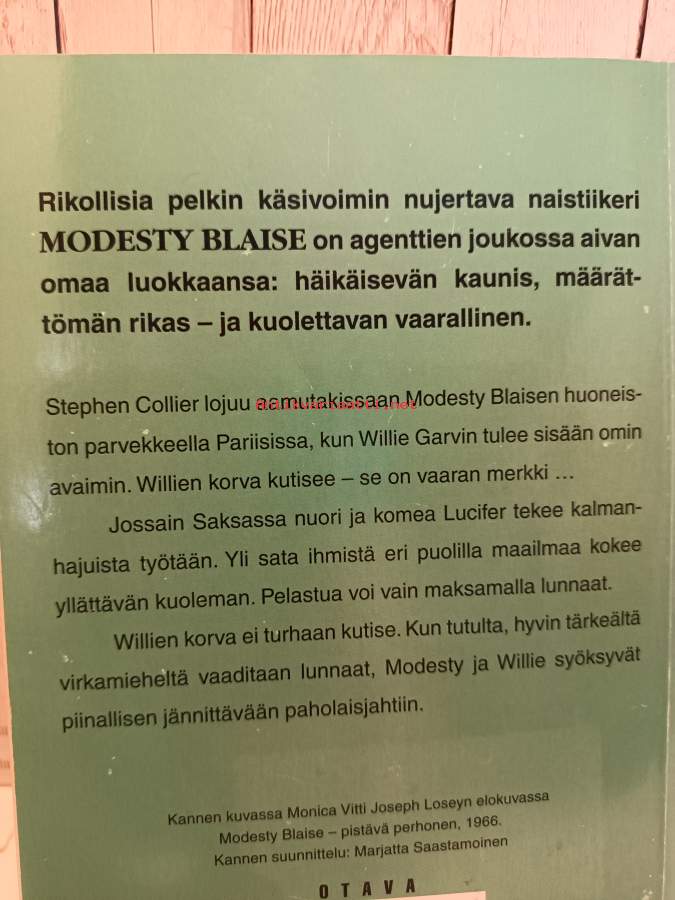 Rikollisia pelkin käsivoimin nujertava naistiikeri
MODESTY BLAISE on agenttien joukossa aivan
omaa luokkaansa: häikäisevän kaunis, määrät-
tömän rikas – ja kuolettavan vaarallinen.
Stephen Collier lojuu aamutakissaan Modesty Blaisen huoneis-
ton parvekkeella Pariisissa, kun Willie Garvin tulee sisään omin
avaimin. Willien korva kutisee – se on vaaran merkki ...
Jossain Saksassa nuori ja komea Lucifer tekee kalman-
hajuista työtään. Yli sata ihmistä eri puolilla maailmaa kokee
yllättävän kuoleman. Pelastua voi vain maksamalla lunnaat.
Willien korva ei turhaan kutise. Kun tutulta, hyvin tärkeältä
virkamieheltä vaaditaan lunnaat, Modesty ja Willie syöksyvät
piinallisen jännittävään paholaisjahtiin.
Kannen kuvassa Monica Vitti Joseph Loseyn elokuvassa
Modesty Blaise – pistävä perhonen, 1966.
Kannen suunnittelu: Marjatta Saastamoinen
OTAVA